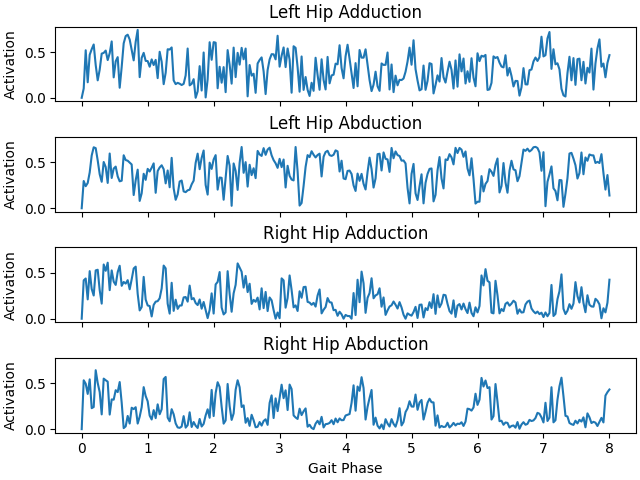 Left Hip Adduction
Activation
0.5
0.0
Left Hip Abduction
Activation
0.5
0.0
Right Hip Adduction
Activation
0.5
0.0
Right Hip Abduction
Activation
0.5
0.0
0 1 2 3 4 5 6 7 8
Gait Phase